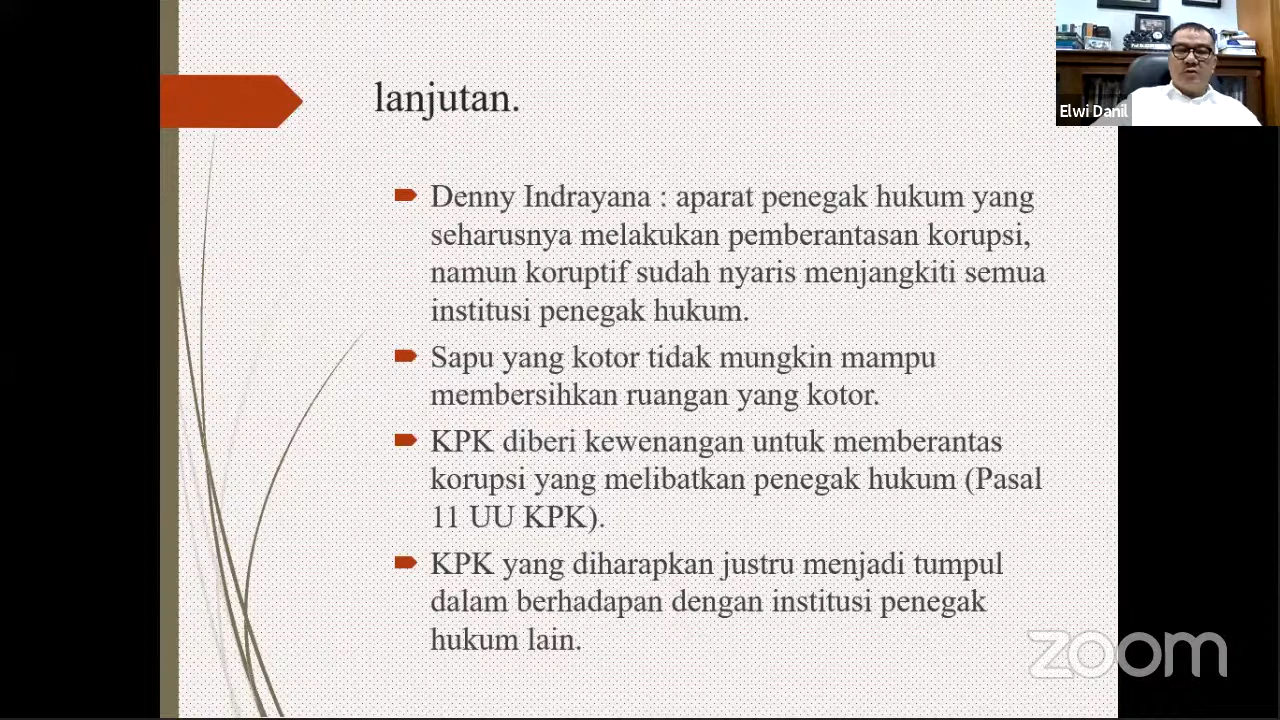 lanjutan.
Elwi Danil
Denny Indrayana : aparat penegak hukum yang
seharusnya melakukan pemberantasan korupsi,
namun koruptif sudah nyaris menjangkiti semua
institusi penegak hukum.
Sapu yang kotor tidak mungkin mampu
membersihkan ruangan yang kotor.
KPK diberi kewenangan untuk memberantas
korupsi yang melibatkan penegak hukum (Pasal
11 UU KPK).
KPK yang diharapkan justru menjadi tumpul
dalam berhadapan dengan institusi penegak
hukum lain.
zoom